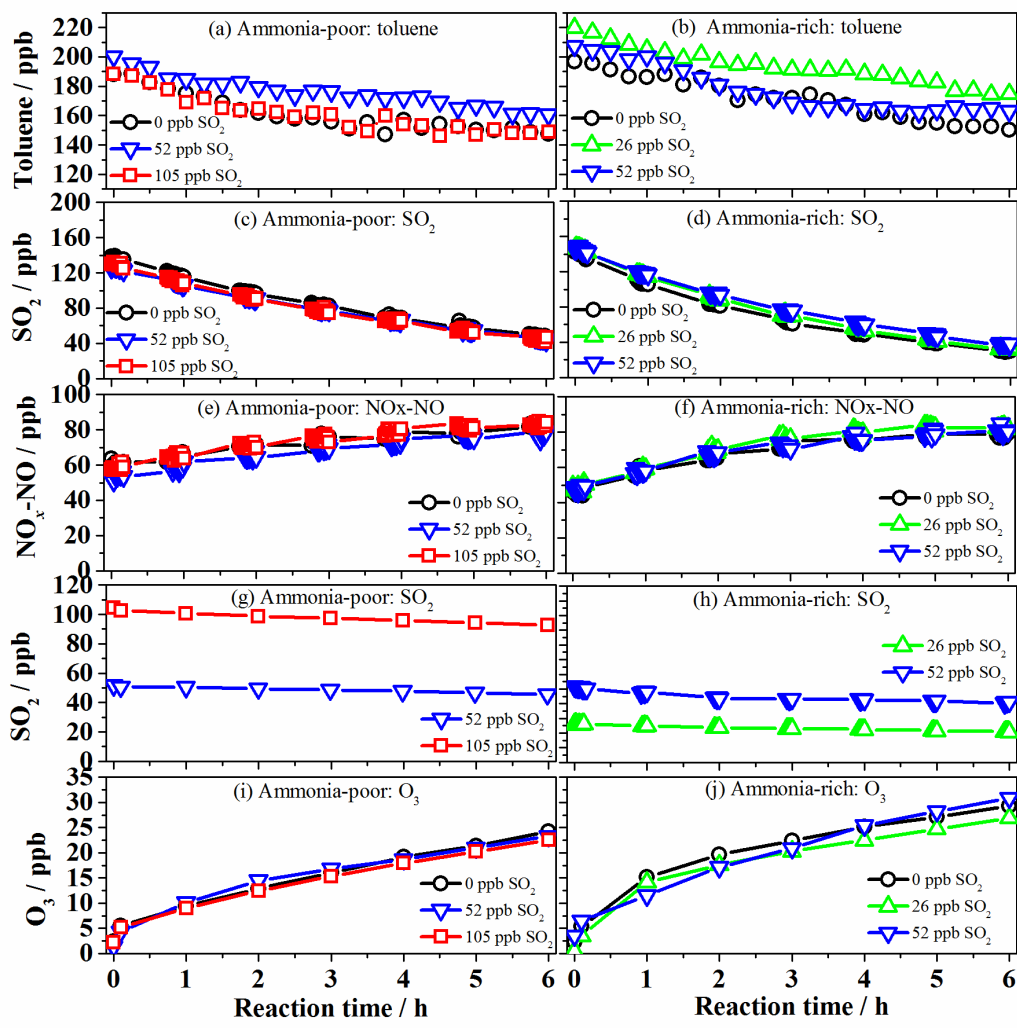 (a) Ammonia-poor: toluene
Toluene / ppb
220
200
180
160
140
120
110
0 ppb SO₂
52 ppb SO₂
105 ppb SO₂
(b) Ammonia-rich: toluene
0 ppb SO₂
26 ppb SO₂
52 ppb SO₂
(c) Ammonia-poor: SO₂
SO₂ / ppb
200
160
120
80
40
0
0 ppb SO₂
52 ppb SO₂
105 ppb SO₂
(d) Ammonia-rich: SO₂
0 ppb SO₂
26 ppb SO₂
52 ppb SO₂
(e) Ammonia-poor: NOx-NO
NOₓ-NO / ppb
100
80
60
40
20
0
0 ppb SO₂
52 ppb SO₂
105 ppb SO₂
(f) Ammonia-rich: NOx-NO
0 ppb SO₂
26 ppb SO₂
52 ppb SO₂
(g) Ammonia-poor: SO₂
SO₂ / ppb
120
100
80
60
40
20
0
52 ppb SO₂
105 ppb SO₂
(h) Ammonia-rich: SO₂
26 ppb SO₂
52 ppb SO₂
(i) Ammonia-poor: O₃
O₃ / ppb
35
30
25
20
15
10
5
0
0 ppb SO₂
52 ppb SO₂
105 ppb SO₂
0 1 2 3 4 5 6
Reaction time / h
(j) Ammonia-rich: O₃
0 ppb SO₂
26 ppb SO₂
52 ppb SO₂
0 1 2 3 4 5 6
Reaction time / h